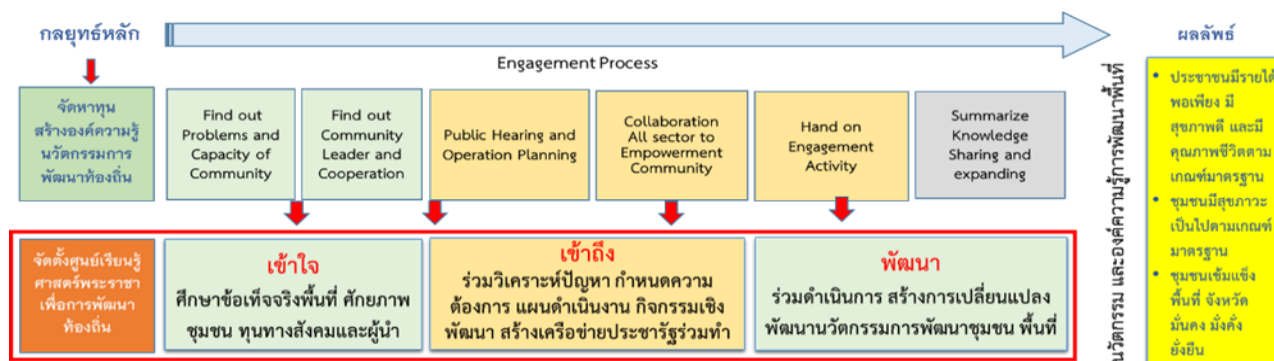 กลยุทธ์หลัก
Engagement Process
ผลลัพธ์
จัดหาทุน
สร้างองค์ความรู้
นวัตกรรมการ
พัฒนาท้องถิ่น
Find out
Problems and
Capacity of
Community
Find out
Community
Leader and
Cooperation
Public Hearing and
Operation Planning
Collaboration
All sector to
Empowerment
Community
Hand on
Engagement
Activity
Summarize
Knowledge
Sharing and
expanding
จัดตั้งศูนย์เรียนรู้
ศาสตร์พระราชา
เพื่อการพัฒนา
ท้องถิ่น
เข้าใจ
ศึกษาข้อเท็จจริงพื้นที่ ศักยภาพ
ชุมชน ทุนทางสังคมและผู้นำ
เข้าถึง
ร่วมวิเคราะห์ปัญหา กำหนดความ
ต้องการ แผนดำเนินงาน กิจกรรมเชิง
พัฒนา สร้างเครือข่ายประชารัฐร่วมทำ
พัฒนา
ร่วมดำเนินการ สร้างการเปลี่ยนแปลง
พัฒนานวัตกรรมการพัฒนาชุมชน พื้นที่
นวัตกรรม และองค์ความรู้การพัฒนาพื้นที่
• ประชาชนมีรายได้
พอเพียง มี
สุขภาพดี และมี
คุณภาพชีวิตตาม
เกณฑ์มาตรฐาน
• ชุมชนมีสุขภาวะ
เป็นไปตามเกณฑ์
มาตรฐาน
• ชุมชนเข้มแข็ง
พื้นที่ จังหวัด
มั่นคง มั่งคั่ง
ยั่งยืน